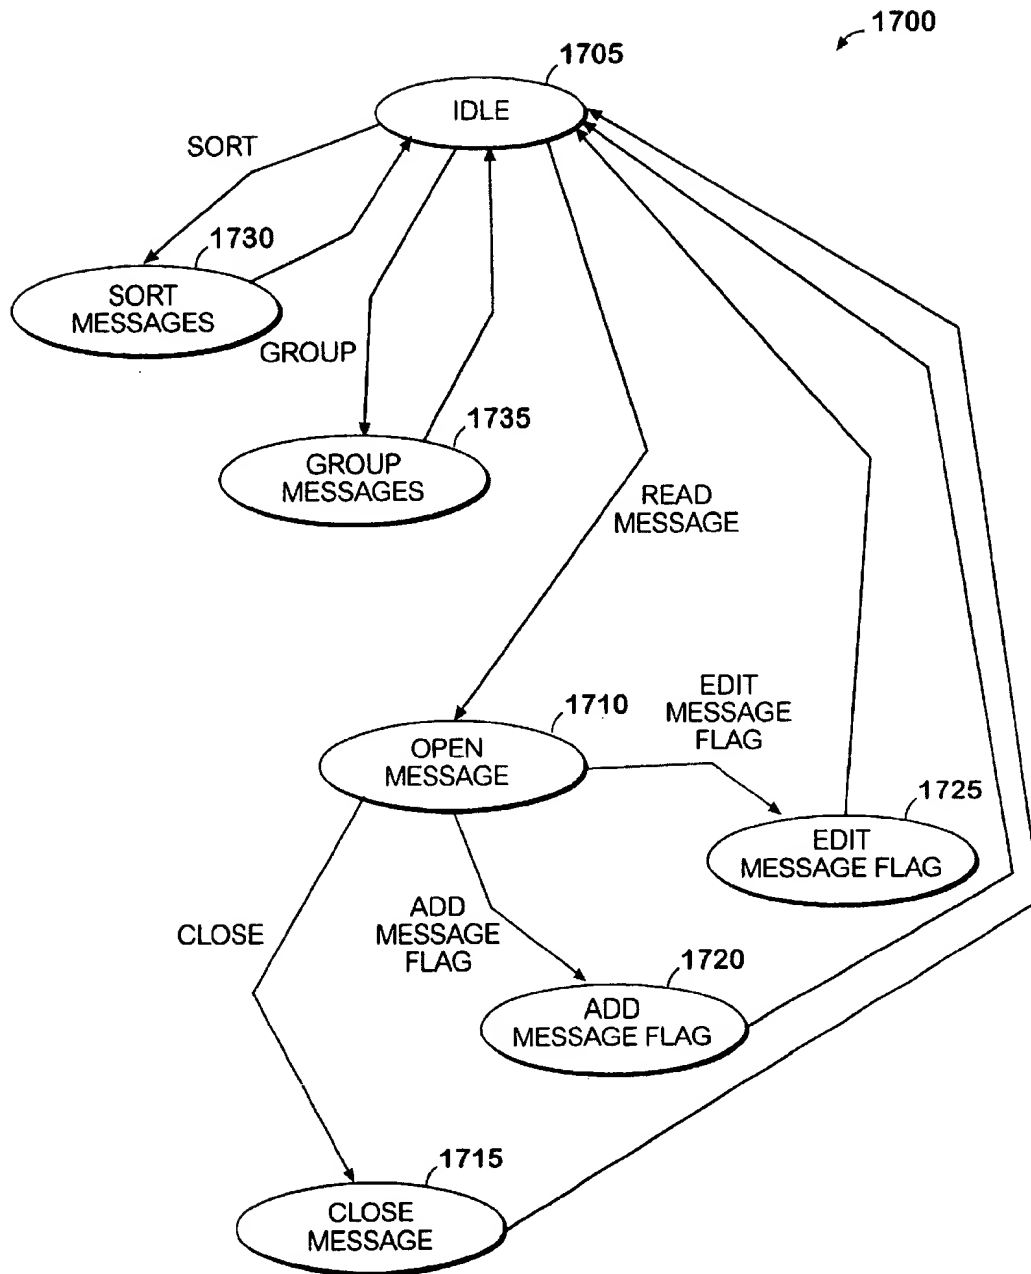 1700
1705
IDLE
SORT
1730
SORT
MESSAGES
GROUP
1735
GROUP
MESSAGES
READ
MESSAGE
1710
OPEN
MESSAGE
EDIT
MESSAGE
FLAG
1725
EDIT
MESSAGE FLAG
CLOSE
ADD
MESSAGE
FLAG
1720
ADD
MESSAGE FLAG
1715
CLOSE
MESSAGE